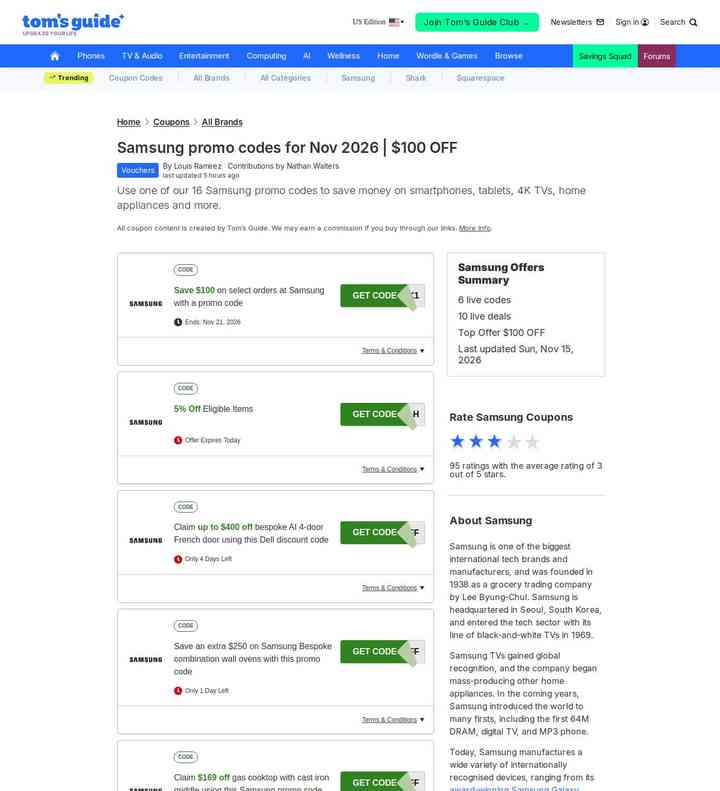 tom's guide
UPGRADE YOUR LIFE
US Edition
Join Tom's Guide Club →
Newsletters
Sign in
Search
Phones
TV & Audio
Entertainment
Computing
AI
Wellness
Home
Wordle & Games
Browse
Savings Squad
Forums
Trending
Coupon Codes
All Brands
All Categories
Samsung
Shark
Squarespace
Home > Coupons > All Brands
Samsung promo codes for Nov 2026 | $100 OFF
Vouchers
By Louis Ramirez Contributions by Nathan Walters
last updated 5 hours ago
Use one of our 16 Samsung promo codes to save money on smartphones, tablets, 4K TVs, home
appliances and more.
All coupon content is created by Tom's Guide. We may earn a commission if you buy through our links. More Info.
CODE
SAMSUNG
Save $100 on select orders at Samsung
with a promo code
Ends: Nov 21, 2026
GET CODE
Terms & Conditions ▼
CODE
SAMSUNG
5% Off Eligible Items
Offer Expires Today
GET CODE H
Terms & Conditions ▼
CODE
SAMSUNG
Claim up to $400 off bespoke AI 4-door
French door using this Dell discount code
Only 4 Days Left
GET CODE FF
Terms & Conditions ▼
CODE
SAMSUNG
Save an extra $250 on Samsung Bespoke
combination wall ovens with this promo
code
Only 1 Day Left
GET CODE FF
Terms & Conditions ▼
CODE
SAMSUNG
Claim $169 off gas cooktop with cast iron
griddle using this Samsung promo code
GET CODE FF
Samsung Offers
Summary
6 live codes
10 live deals
Top Offer $100 OFF
Last updated Sun, Nov 15,
2026
Rate Samsung Coupons
95 ratings with the average rating of 3
out of 5 stars.
About Samsung
Samsung is one of the biggest
international tech brands and
manufacturers, and was founded in
1938 as a grocery trading company
by Lee Byung-Chul. Samsung is
headquartered in Seoul, South Korea,
and entered the tech sector with its
line of black-and-white TVs in 1969.
Samsung TVs gained global
recognition, and the company began
mass-producing other home
appliances. In the coming years,
Samsung introduced the world to
many firsts, including the first 64M
DRAM, digital TV, and MP3 phone.
Today, Samsung manufactures a
wide variety of internationally
recognised devices, ranging from its
award-winning Samsung Galaxy